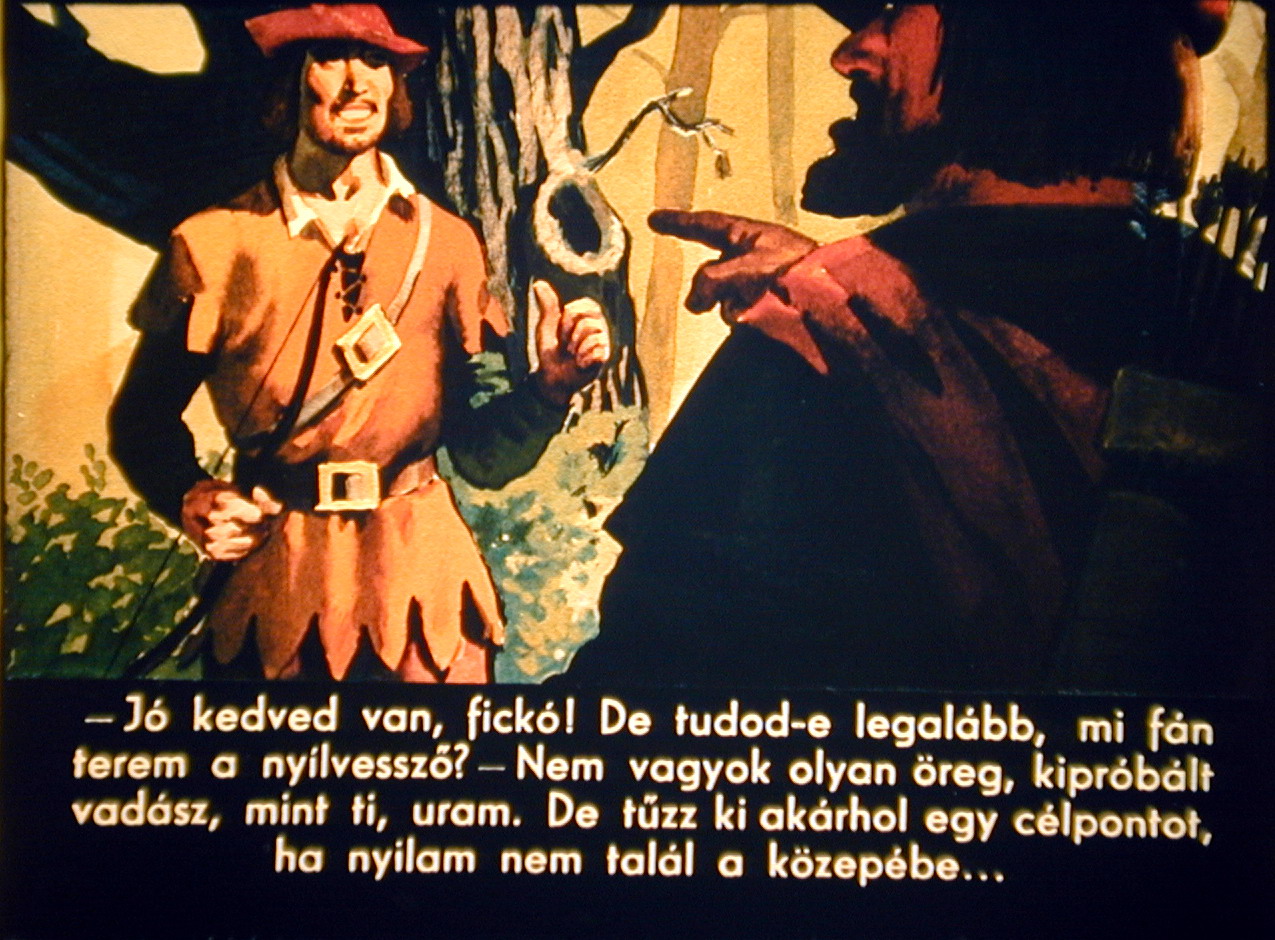 – Jó kedved van, fickó! De tudod-e legalább, mi fán
terem a nyílvessző? – Nem vagyok olyan öreg, kipróbált
vadász, mint ti, uram. De tűzz ki akárhol egy célpontot,
ha nyilam nem talál a közepébe...